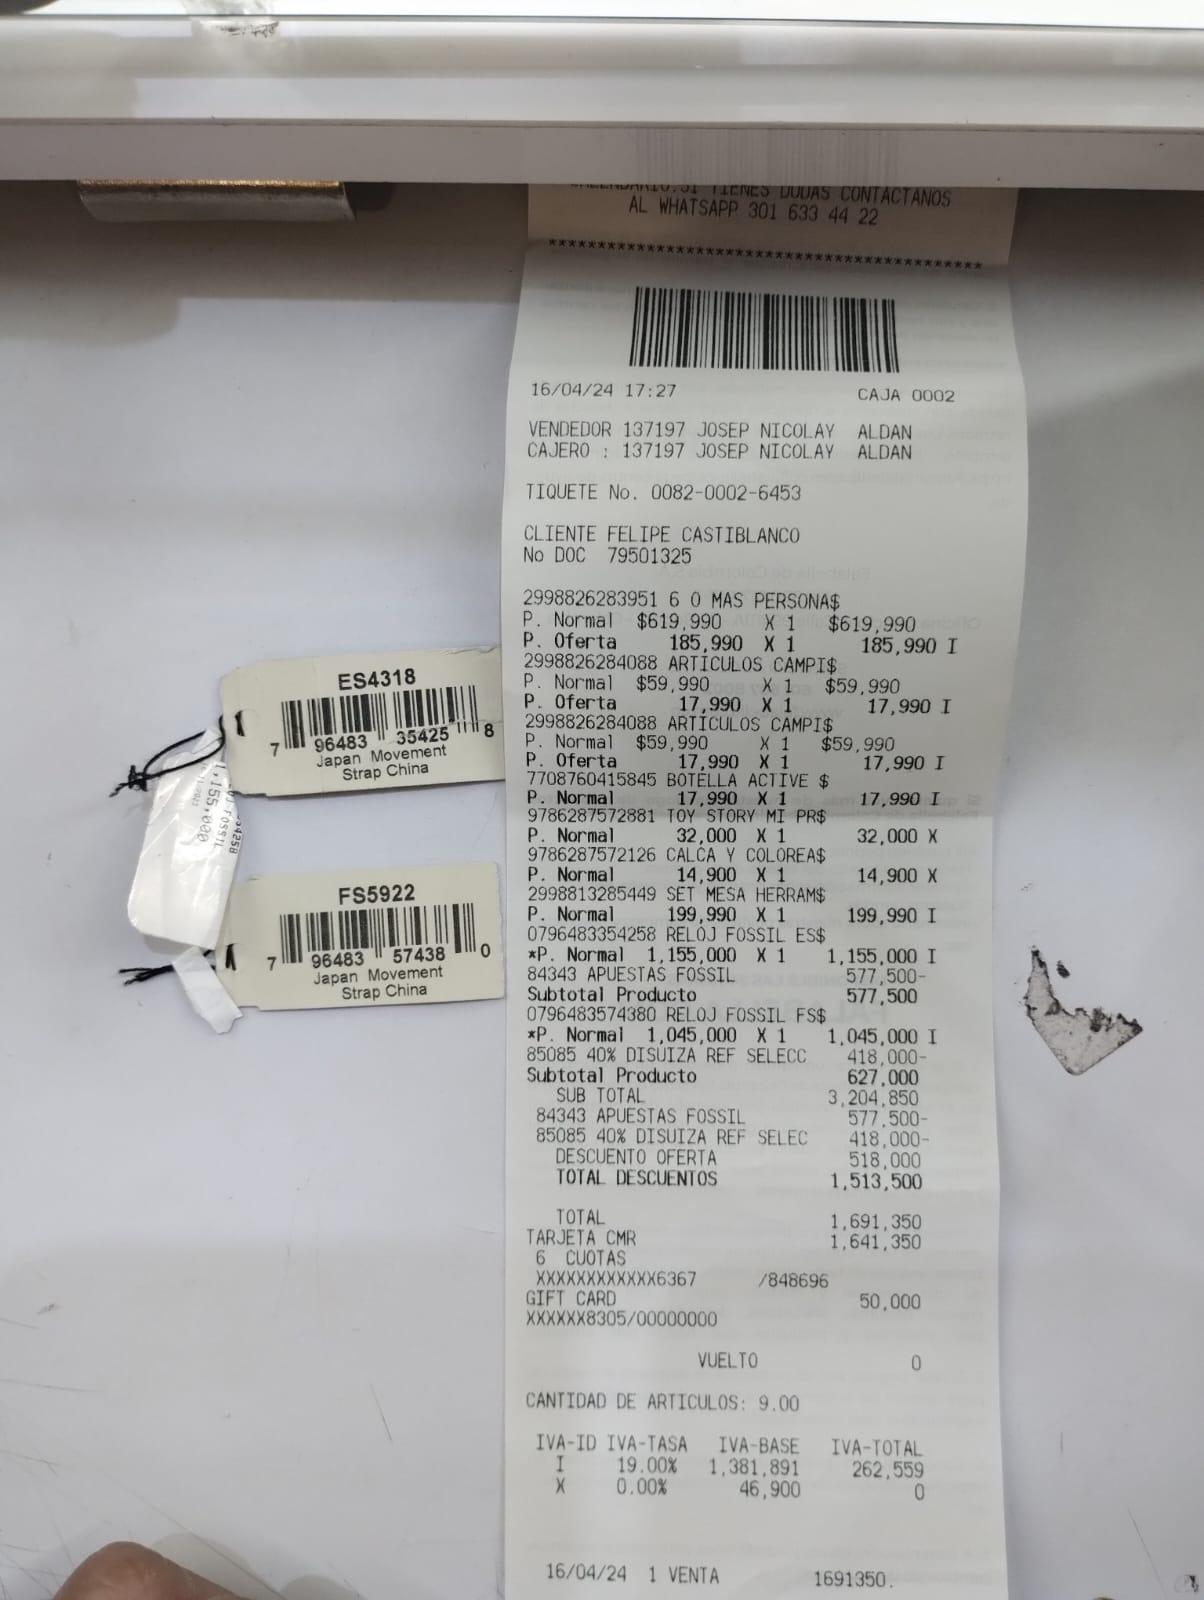 TIENES DUDAS CONTACTANOS
AL WHATSAPP 301 633 44 22
*******************************************
16/04/24 17:27 CAJA 0002
VENDEDOR 137197 JOSEP NICOLAY ALDAN
CAJERO : 137197 JOSEP NICOLAY ALDAN
TIQUETE No. 0082-0002-6453
CLIENTE FELIPE CASTIBLANCO
No DOC 79501325
2998826283951 6 O MAS PERSONA$
P. Normal $619,990 X 1 $619,990
P. Oferta 185,990 X 1 185,990 I
2998826284088 ARTICULOS CAMPI$
P. Normal $59,990 X 1 $59,990
P. Oferta 17,990 X 1 17,990 I
2998826284088 ARTICULOS CAMPI$
P. Normal $59,990 X 1 $59,990
P. Oferta 17,990 X 1 17,990 I
7708760415845 BOTELLA ACTIVE $
P. Normal 17,990 X 1 17,990 I
9786287572881 TOY STORY MI PR$
P. Normal 32,000 X 1 32,000 X
9786287572126 CALCA Y COLOREA$
P. Normal 14,900 X 1 14,900 X
2998813285449 SET MESA HERRAM$
P. Normal 199,990 X 1 199,990 I
0796483354258 RELOJ FOSSIL ES$
*P. Normal 1,155,000 X 1 1,155,000 I
84343 APUESTAS FOSSIL 577,500-
Subtotal Producto 577,500
0796483574380 RELOJ FOSSIL FS$
*P. Normal 1,045,000 X 1 1,045,000 I
85085 40% DISUIZA REF SELECC 418,000-
Subtotal Producto 627,000
SUB TOTAL 3,204,850
84343 APUESTAS FOSSIL 577,500-
85085 40% DISUIZA REF SELEC 418,000-
DESCUENTO OFERTA 518,000
TOTAL DESCUENTOS 1,513,500
TOTAL 1,691,350
TARJETA CMR 1,641,350
6 CUOTAS
XXXXXXXXXXXX6367 /848696
GIFT CARD 50,000
XXXXXX8305/00000000
VUELTO 0
CANTIDAD DE ARTICULOS: 9.00
IVA-ID IVA-TASA IVA-BASE IVA-TOTAL
I 19.00% 1,381,891 262,559
X 0.00% 46,900 0
16/04/24 1 VENTA 1691350.
ES4318
7 96483 35425 8
Japan Movement
Strap China
1,155,000
FOSSIL
FS5922
7 96483 57438 0
Japan Movement
Strap China